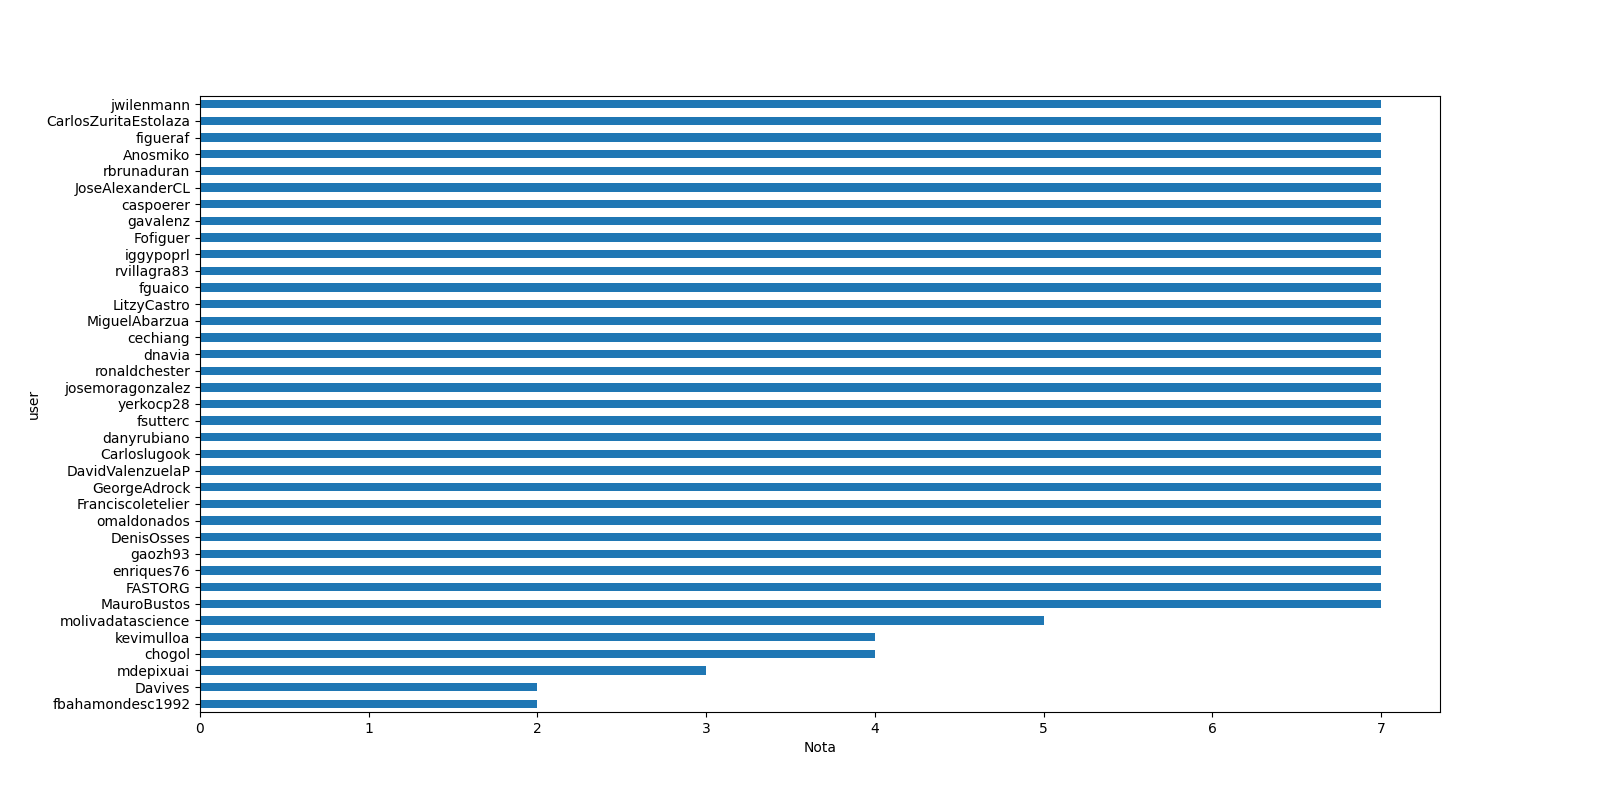 jwilenmann
CarlosZuritaEstolaza
figueraf
Anosmiko
rbrunaduran
JoseAlexanderCL
caspoerer
gavalenz
Fofiguer
iggypoprl
rvillagra83
fguaico
LitzyCastro
MiguelAbarzua
cechiang
dnavia
ronaldchester
josemoragonzalez
yerkocp28
fsutterc
danyrubiano
Carloslugook
DavidValenzuelaP
GeorgeAdrock
Franciscoletelier
omaldonados
DenisOsses
gaozh93
enriques76
FASTORG
MauroBustos
molivadatascience
kevimulloa
chogol
mdepixuai
Davives
fbahamondesc1992
user
0 1 2 3 4 5 6 7
Nota